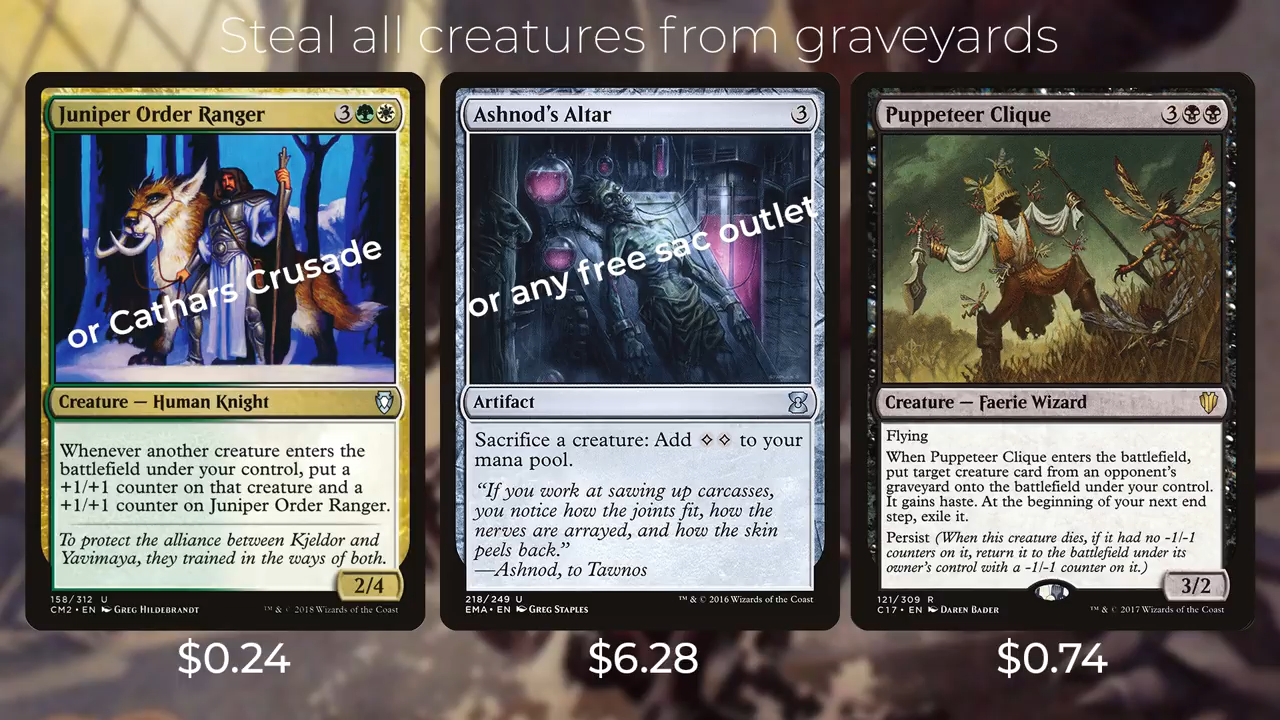 Steal all creatures from graveyards
Juniper Order Ranger 3
or Cathars Crusade
Creature — Human Knight
Whenever another creature enters the
battlefield under your control, put a
+1/+1 counter on that creature and a
+1/+1 counter on Juniper Order Ranger.
To protect the alliance between Kjeldor and
Yavimaya, they trained in the ways of both.
2/4
158/312 U
CM2 • EN Greg Hildebrandt
™ & © 2018 Wizards of the Coast
$0.24
Ashnod's Altar 3
or any free sac outlet
Artifact
Sacrifice a creature: Add ◇◇ to your
mana pool.
“If you work at sawing up carcasses,
you notice how the joints fit, how the
nerves are arrayed, and how the skin
peels back.”
—Ashnod, to Tawnos
218/249 U
EMA • EN Greg Staples
™ & © 2016 Wizards of the Coast
$6.28
Puppeteer Clique 3
Creature — Faerie Wizard
Flying
When Puppeteer Clique enters the battlefield,
put target creature card from an opponent's
graveyard onto the battlefield under your control.
It gains haste. At the beginning of your next end
step, exile it.
Persist (When this creature dies, if it had no -1/-1
counters on it, return it to the battlefield under its
owner's control with a -1/-1 counter on it.)
3/2
121/309 R
C17 • EN Daren Bader
™ & © 2017 Wizards of the Coast
$0.74